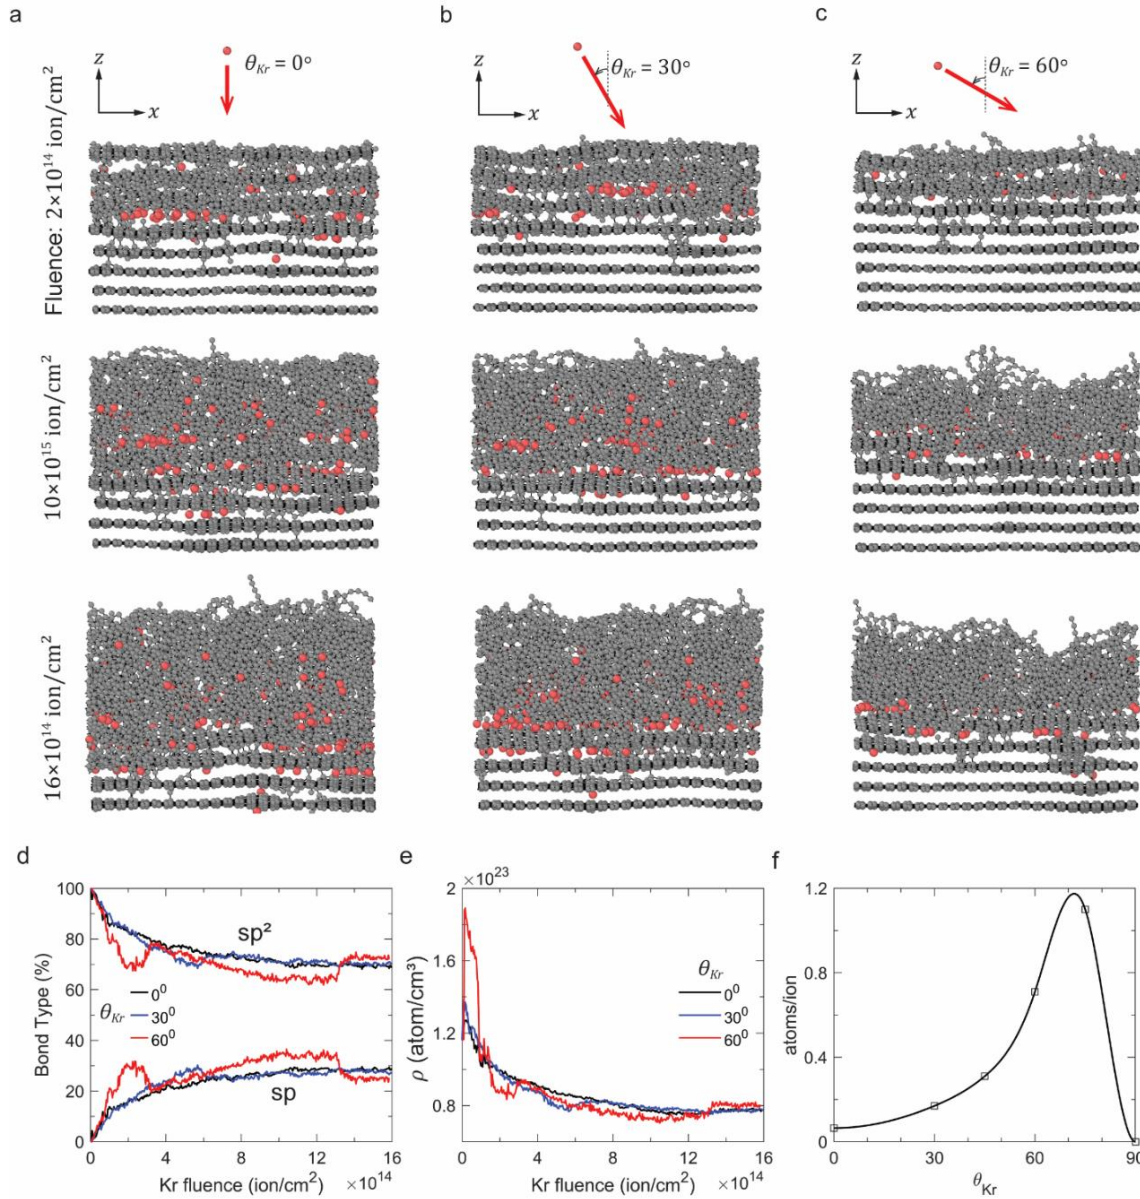 a
b
c
z
x
θKr = 0°
z
x
θKr = 30°
z
x
θKr = 60°
Fluence: 2×10¹⁴ ion/cm²
10×10¹⁵ ion/cm²
16×10¹⁴ ion/cm²
d
100
80
60
40
20
0
Bond Type (%)
sp²
θKr
0⁰
30⁰
60⁰
sp
0
4
8
12
16
Kr fluence (ion/cm²)
×10¹⁴
e
×10²³
2
1.6
1.2
0.8
ρ (atom/cm³)
θKr
0⁰
30⁰
60⁰
0
4
8
12
16
Kr fluence (ion/cm²)
×10¹⁴
f
1.2
0.8
0.4
0
atoms/ion
0
30
60
90
θKr